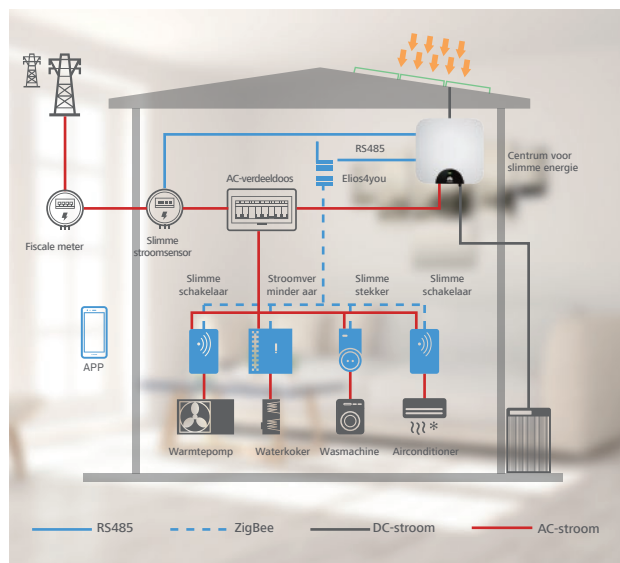 RS485
Centrum voor
slimme energie
AC-verdeeldoos
Elios4you
Fiscale meter
Slimme
stroomsensor
Slimme
schakelaar
Stroomver
minder aar
Slimme
stekker
Slimme
schakelaar
APP
Warmtepomp
Waterkoker
Wasmachine
Airconditioner
RS485
ZigBee
DC-stroom
AC-stroom